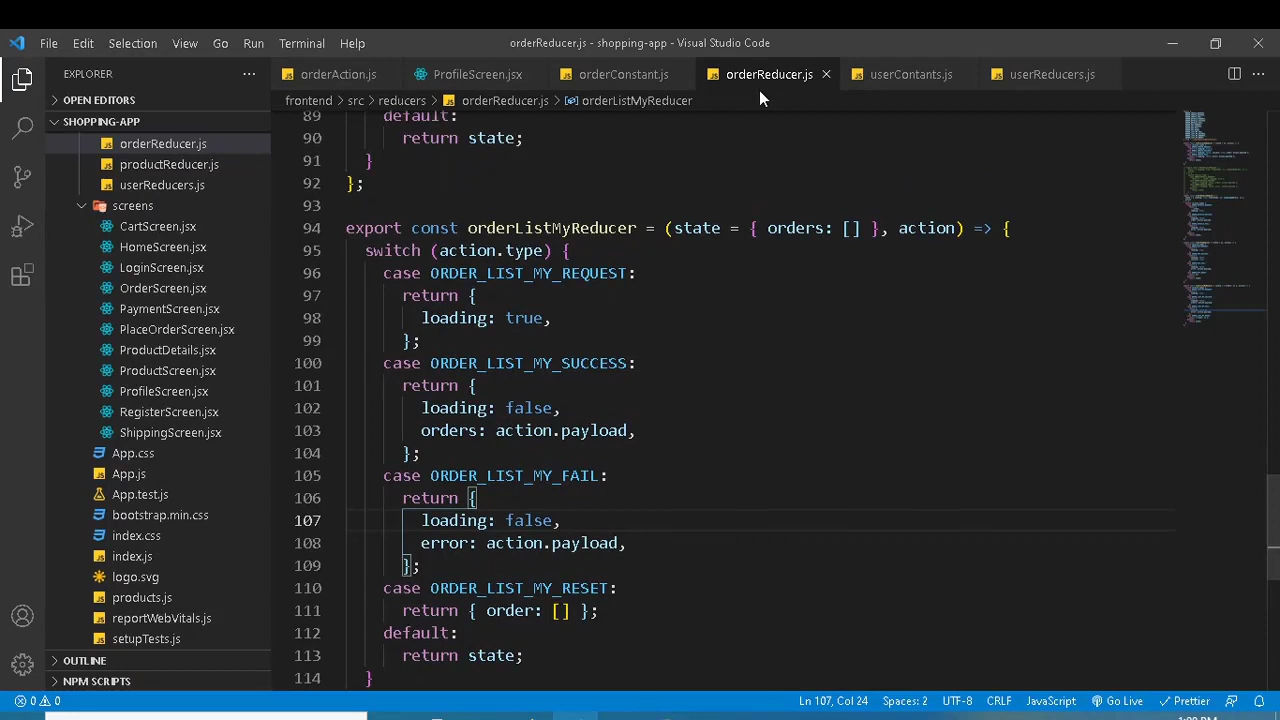 File Edit Selection View Go Run Terminal Help
orderReducer.js - shopping-app - Visual Studio Code
EXPLORER
orderAction.js
ProfileScreen.jsx
orderConstant.js
orderReducer.js
userContants.js
userReducers.js
OPEN EDITORS
frontend > src > reducers > orderReducer.js > orderListMyReducer
SHOPPING-APP
orderReducer.js
productReducer.js
userReducers.js
screens
CartScreen.jsx
HomeScreen.jsx
LoginScreen.jsx
OrderScreen.jsx
PaymentScreen.jsx
PlaceOrderScreen.jsx
ProductDetails.jsx
ProductScreen.jsx
ProfileScreen.jsx
RegisterScreen.jsx
ShippingScreen.jsx
App.css
App.js
App.test.js
bootstrap.min.css
index.css
index.js
logo.svg
products.js
reportWebVitals.js
setupTests.js
OUTLINE
NPM SCRIPTS
89 default:
90 return state;
91 }
92 };
93
94 export const ListMyReducer = (state = orders: [] }, action) => {
95 switch (action.type) {
96 case ORDER_LIST_MY_REQUEST:
97 return {
98 loading: true,
99 };
100 case ORDER_LIST_MY_SUCCESS:
101 return {
102 loading: false,
103 orders: action.payload,
104 };
105 case ORDER_LIST_MY_FAIL:
106 return {
107 loading: false,
108 error: action.payload,
109 };
110 case ORDER_LIST_MY_RESET:
111 return { order: [] };
112 default:
113 return state;
114 }
0 0
Ln 107, Col 24 Spaces: 2 UTF-8 CRLF JavaScript Go Live Prettier